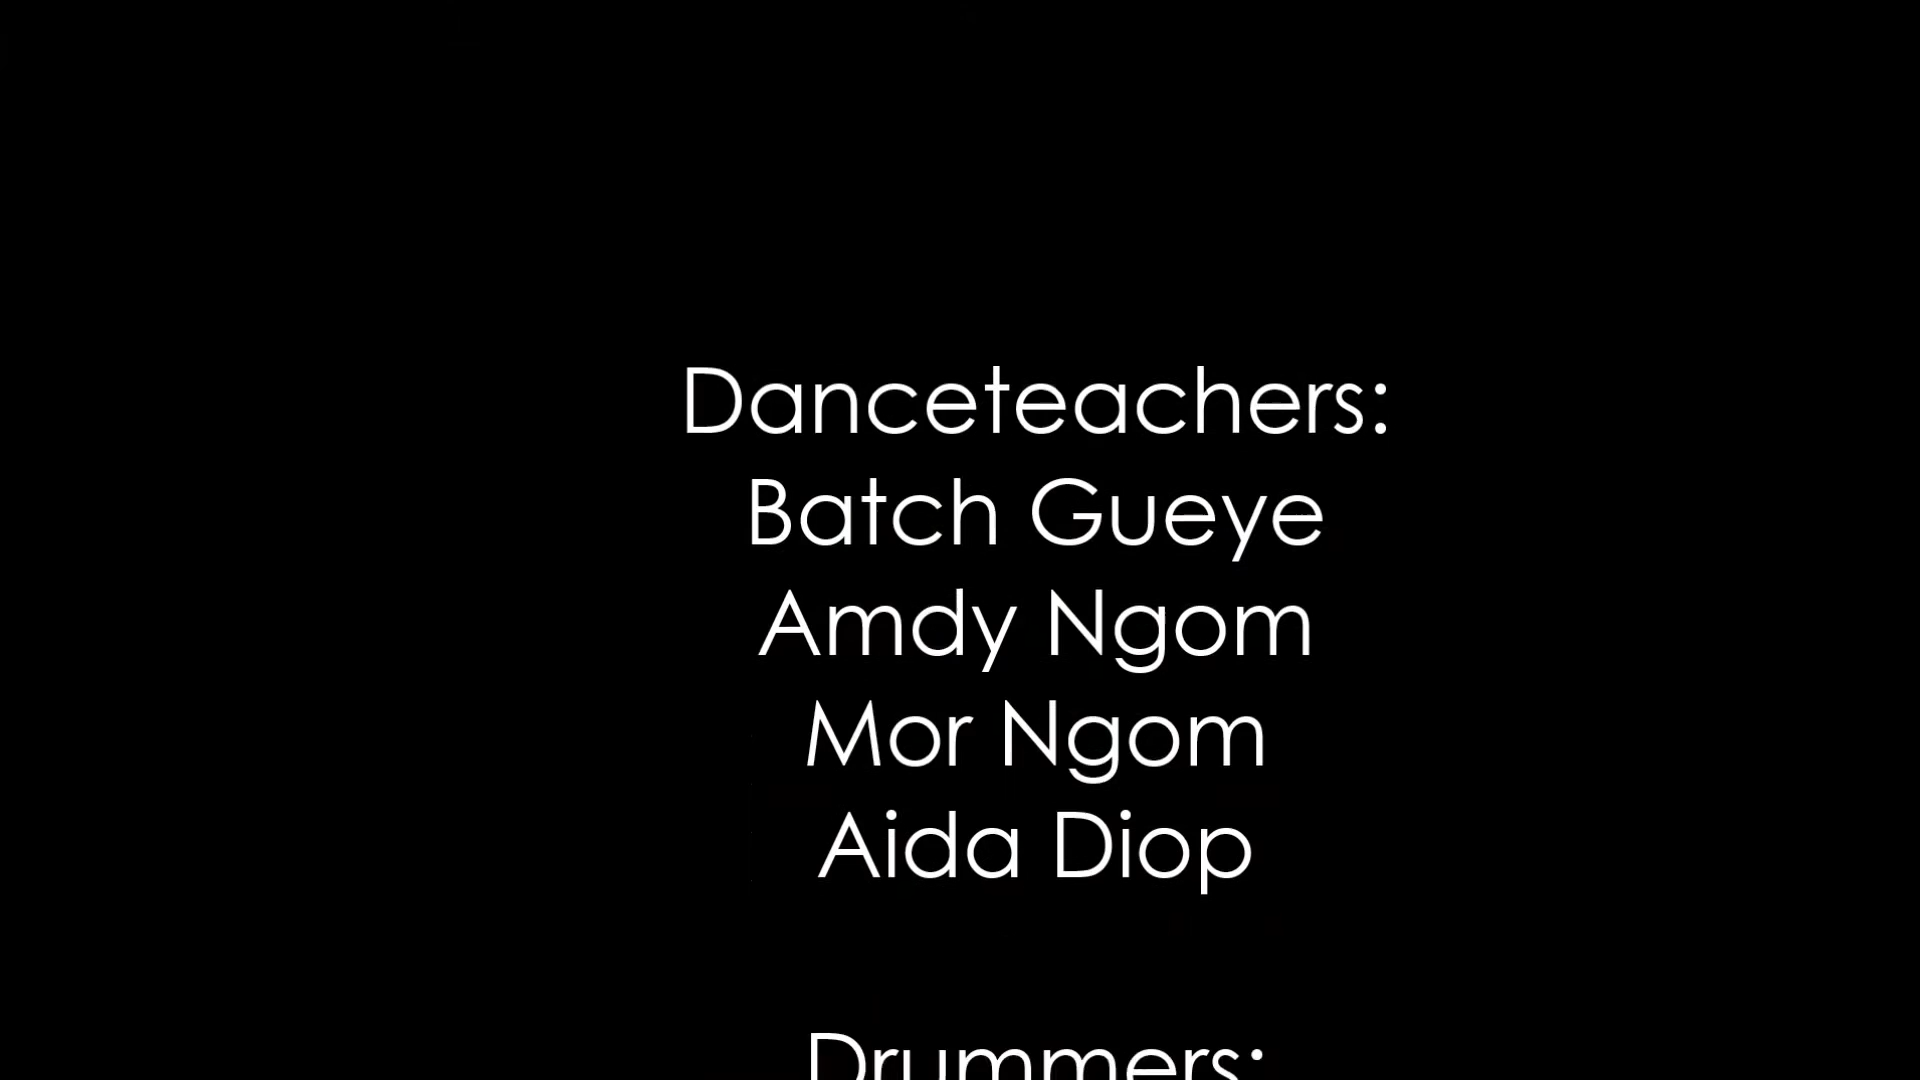 Danceteachers:
Batch Gueye
Amdy Ngom
Mor Ngom
Aida Diop
Drummers: